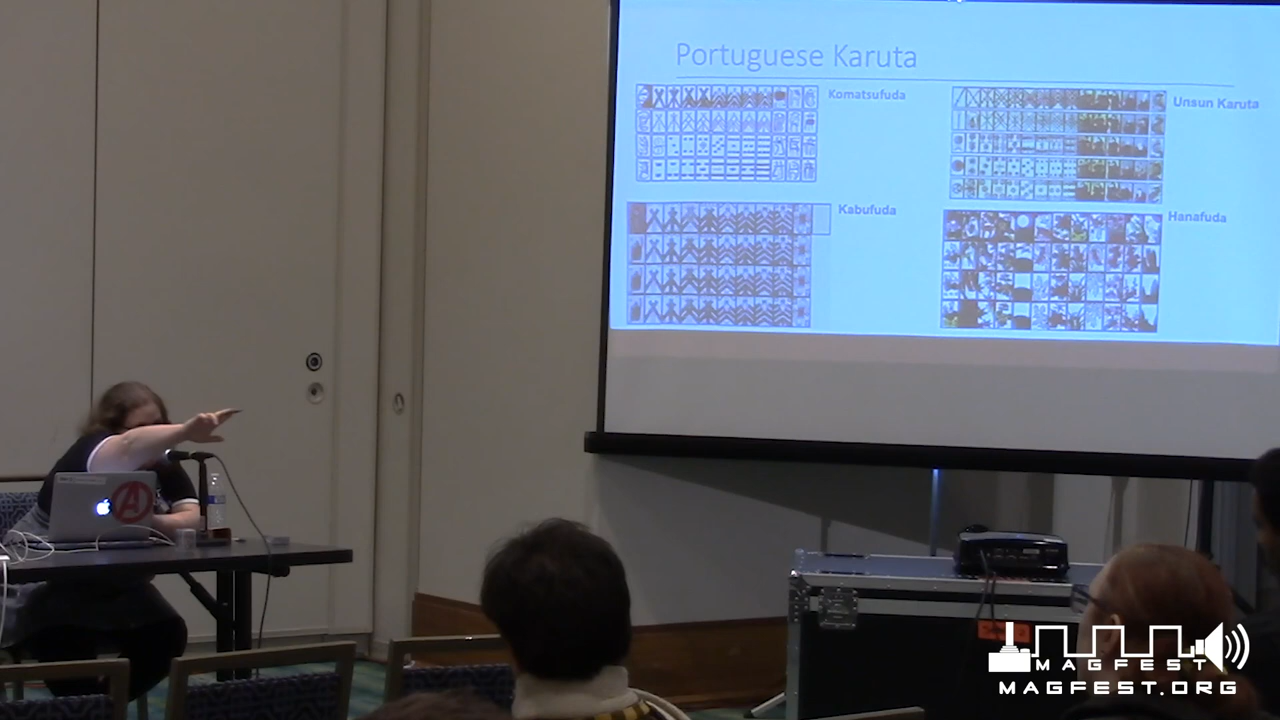 Portuguese Karuta
Komatsufuda
Unsun Karuta
Kabufuda
Hanafuda
MAGFEST
MAGFEST.ORG